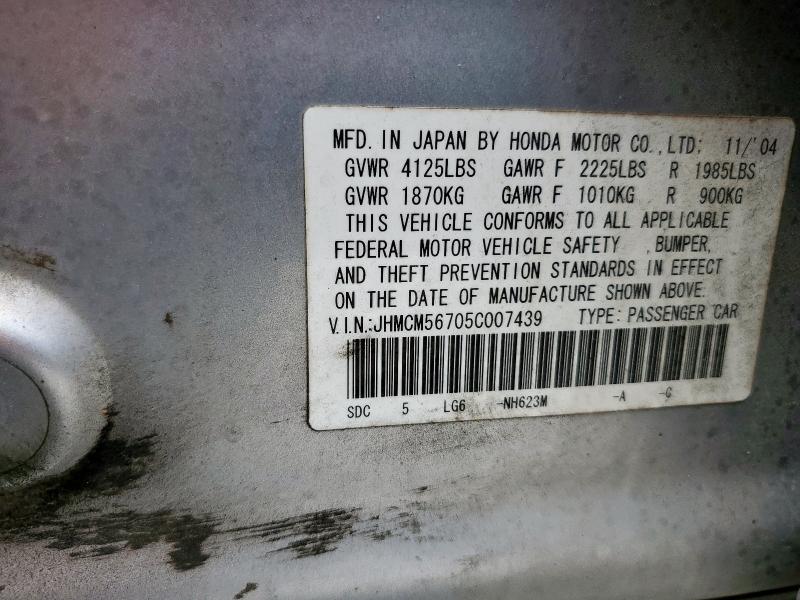 MFD. IN JAPAN BY HONDA MOTOR CO.,LTD: 11/'04
GVWR 4125LBS GAWR F 2225LBS R 1985LBS
GVWR 1870KG GAWR F 1010KG R 900KG
THIS VEHICLE CONFORMS TO ALL APPLICABLE
FEDERAL MOTOR VEHICLE SAFETY , BUMPER,
AND THEFT PREVENTION STANDARDS IN EFFECT
ON THE DATE OF MANUFACTURE SHOWN ABOVE.
V.I.N.:JHMCM56705C007439 TYPE: PASSENGER CAR
SDC 5 LG6 -NH623M -A -C